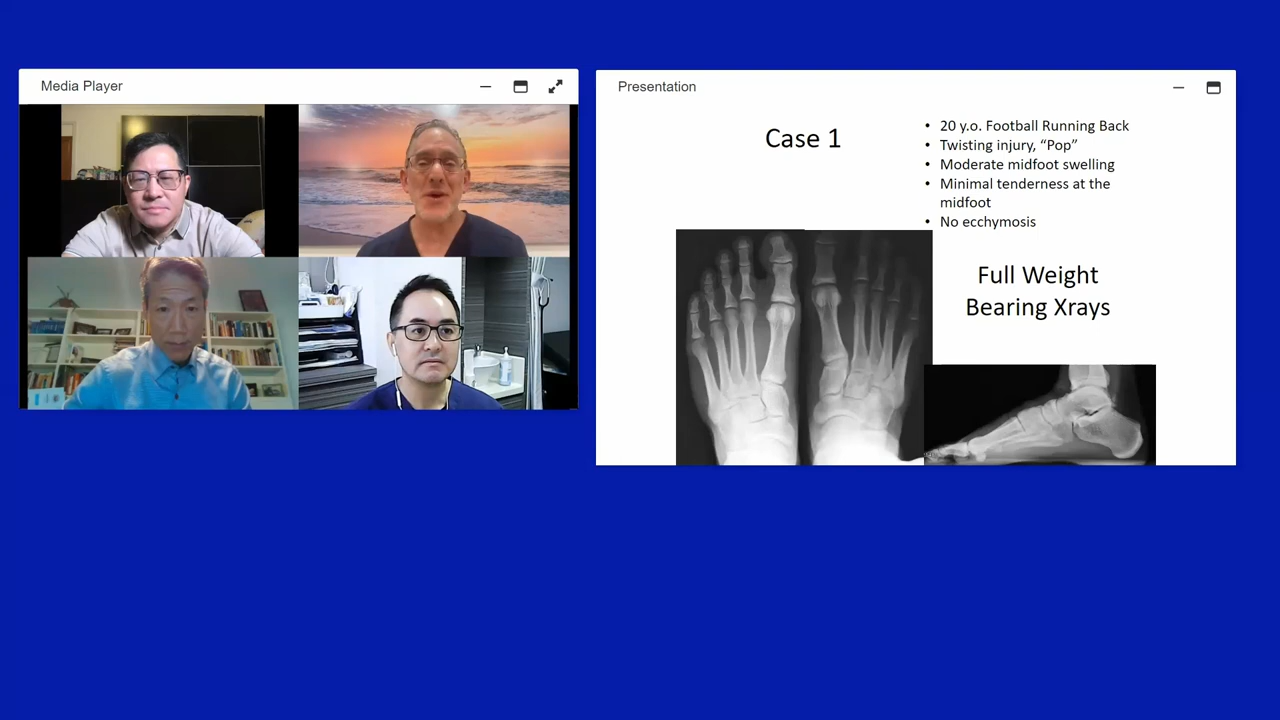 Media Player
Presentation
Case 1
• 20 y.o. Football Running Back
• Twisting injury, “Pop”
• Moderate midfoot swelling
• Minimal tenderness at the
midfoot
• No ecchymosis
Full Weight
Bearing Xrays